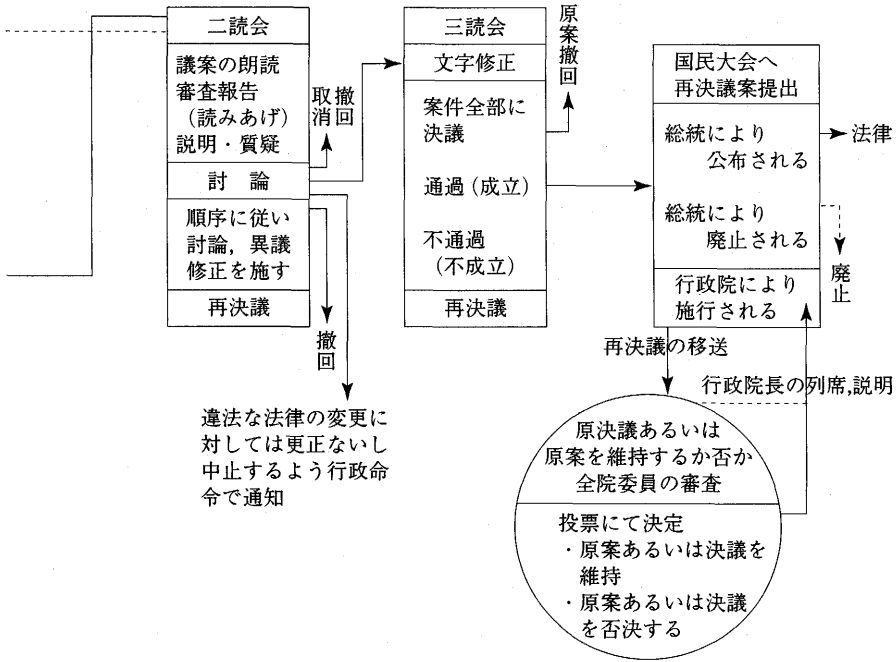 二読会
議案の朗読
審査報告
（読みあげ）
説明・質疑
討論
順序に従い
討論，異議
修正を施す
再決議
撤回
取消
撤回
違法な法律の変更に
対しては更正ないし
中止するよう行政命
令で通知
三読会
文字修正
案件全部に
決議
通過（成立）
不通過
（不成立）
再決議
原案撤回
国民大会へ
再決議案提出
総統により
公布される
総統により
廃止される
行政院により
施行される
法律
廃止
再決議の移送
行政院長の列席,説明
原決議あるいは
原案を維持するか否か
全院委員の審査
投票にて決定
・原案あるいは決議を
維持
・原案あるいは決議
を否決する